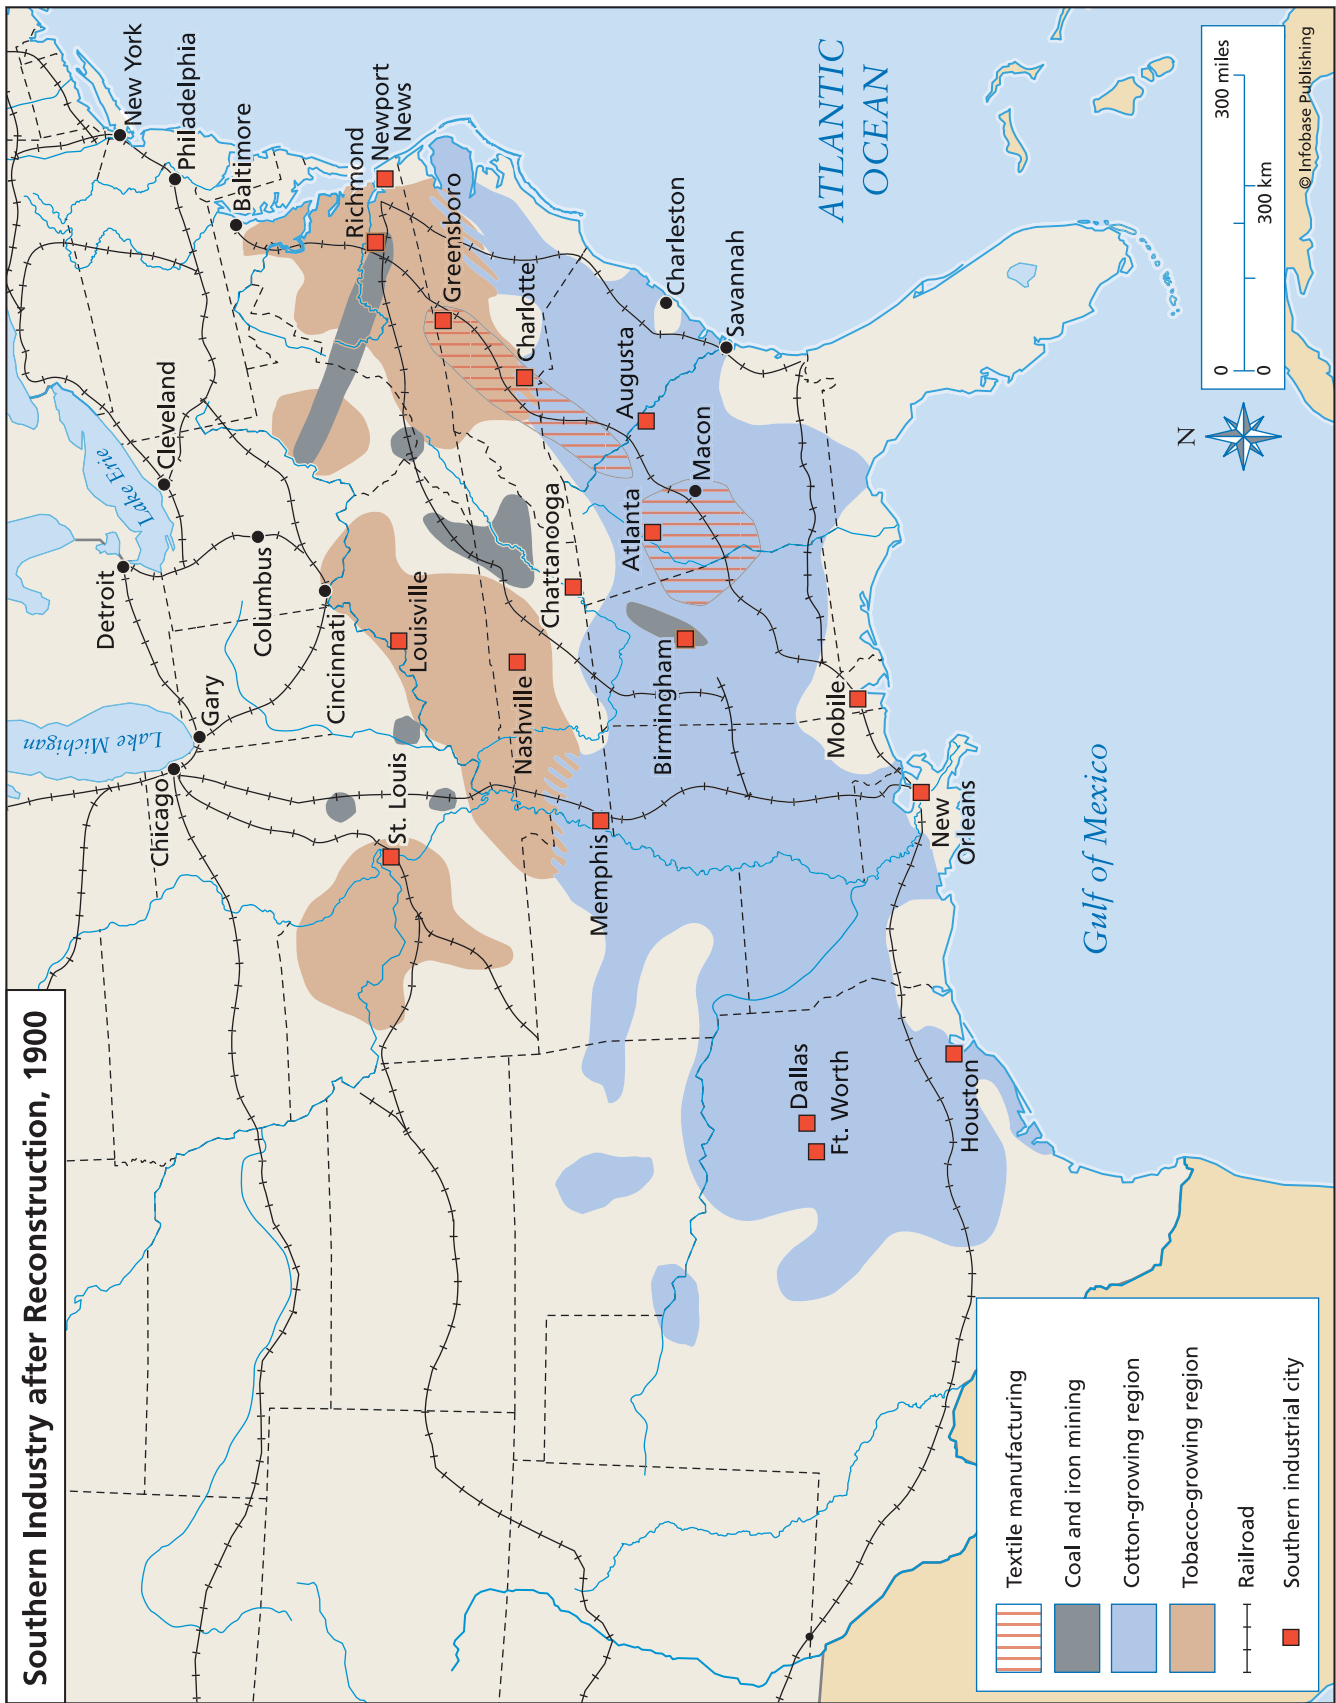 Southern Industry after Reconstruction, 1900
Lake Michigan
Lake Erie
Chicago
Gary
Detroit
Cleveland
Columbus
Cincinnati
New York
Philadelphia
Baltimore
Richmond
Newport
News
Greensboro
Charlotte
Louisville
St. Louis
Nashville
Chattanooga
Memphis
Birmingham
Atlanta
Augusta
Macon
Charleston
Savannah
Mobile
New
Orleans
Dallas
Ft. Worth
Houston
ATLANTIC
OCEAN
Gulf of Mexico
Textile manufacturing
Coal and iron mining
Cotton-growing region
Tobacco-growing region
Railroad
Southern industrial city
N
0
300 miles
0
300 km
© Infobase Publishing